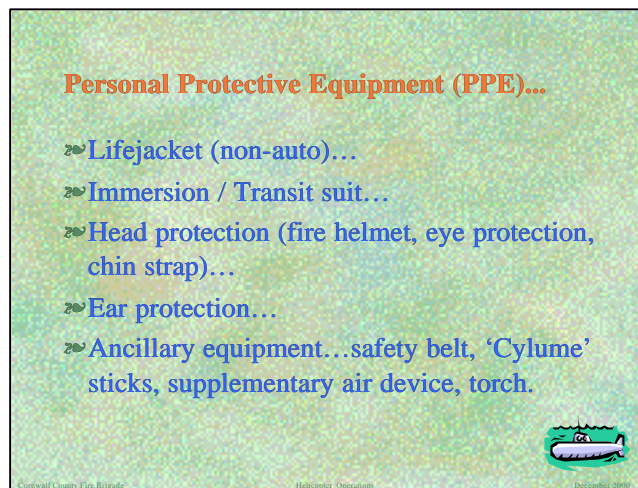 Personal Protective Equipment (PPE)...
Lifejacket (non-auto)…
Immersion / Transit suit…
Head protection (fire helmet, eye protection,
chin strap)…
Ear protection…
Ancillary equipment…safety belt, ‘Cylume’
sticks, supplementary air device, torch.
Cornwall County Fire Brigade
Helicopter Operations
December 2000